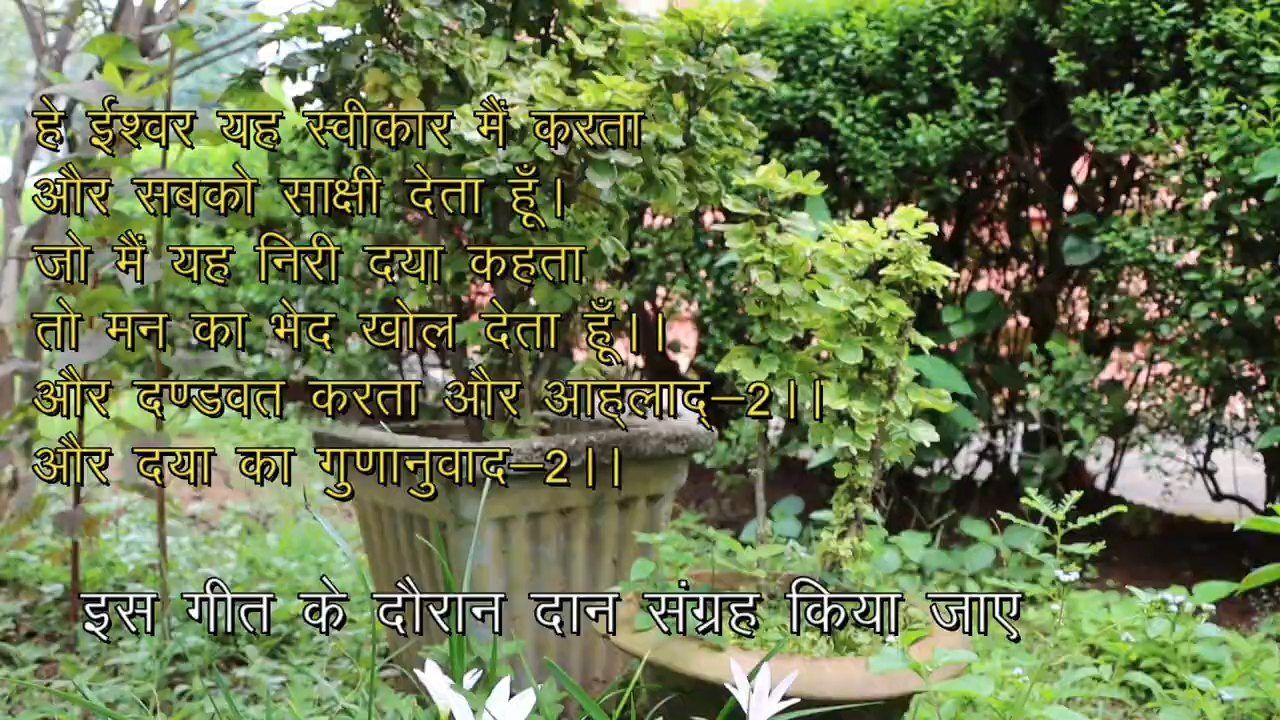 हे ईश्वर यह स्वीकार मैं करता
और सबको साक्षी देता हूँ।
जो मैं यह निरी दया कहता
तो मन का भेद खोल देता हूँ।।
और दण्डवत करता और आह्लाद्–2।।
और दया का गुणानुवाद–2।।
इस गीत के दौरान दान संग्रह किया जाए